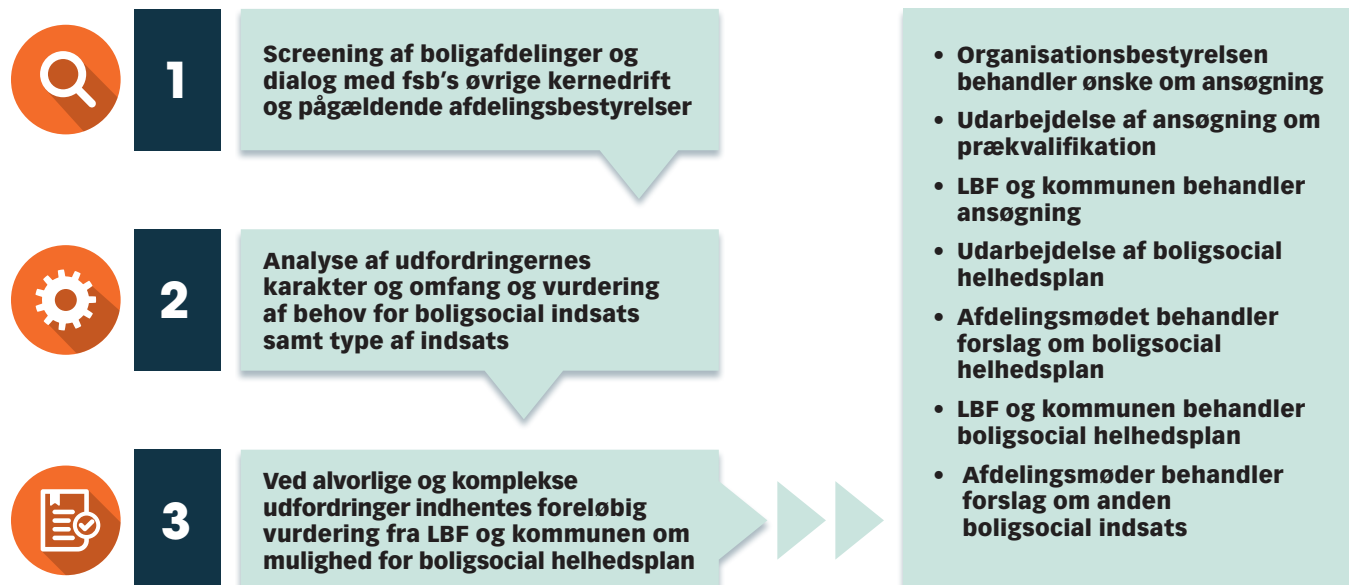 1
Screening af boligafdelinger og
dialog med fsb's øvrige kernedrift
og pågældende afdelingsbestyrelser
2
Analyse af udfordringernes
karakter og omfang og vurdering
af behov for boligsocial indsats
samt type af indsats
3
Ved alvorlige og komplekse
udfordringer indhentes foreløbig
vurdering fra LBF og kommunen om
mulighed for boligsocial helhedsplan
• Organisationsbestyrelsen
behandler ønske om ansøgning
• Udarbejdelse af ansøgning om
prækvalifikation
• LBF og kommunen behandler
ansøgning
• Udarbejdelse af boligsocial
helhedsplan
• Afdelingsmødet behandler
forslag om boligsocial
helhedsplan
• LBF og kommunen behandler
boligsocial helhedsplan
• Afdelingsmøder behandler
forslag om anden
boligsocial indsats